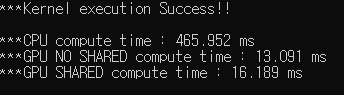 ***Kernel execution Success!!
***CPU compute time : 465.952 ms
***GPU NO SHARED compute time : 13.091 ms
***GPU SHARED compute time : 16.189 ms